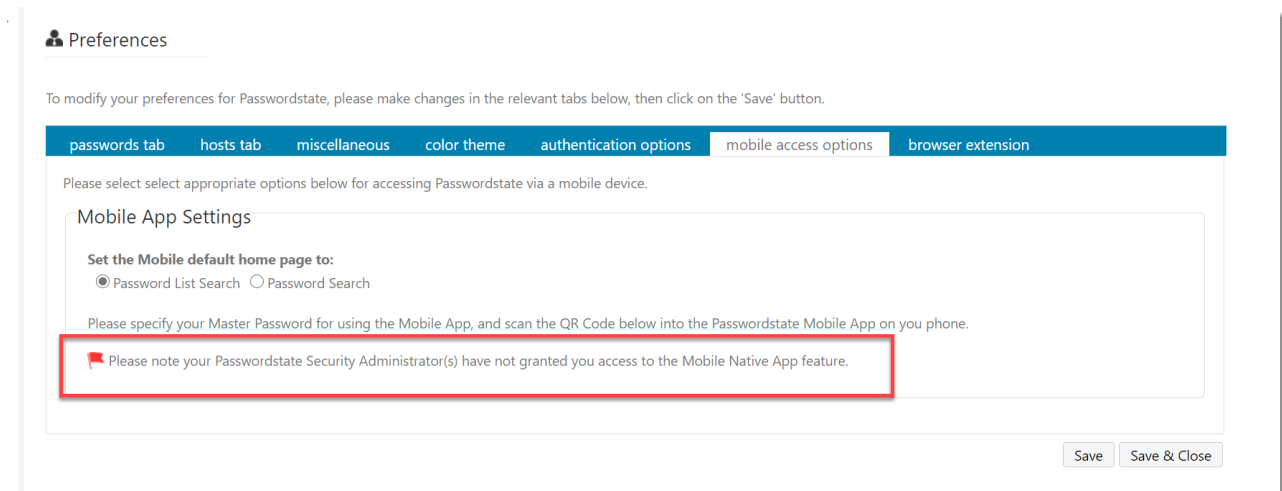 Preferences
To modify your preferences for Passwordstate, please make changes in the relevant tabs below, then click on the 'Save' button.
passwords tab hosts tab miscellaneous color theme authentication options mobile access options browser extension
Please select select appropriate options below for accessing Passwordstate via a mobile device.
Mobile App Settings
Set the Mobile default home page to:
Password List Search Password Search
Please specify your Master Password for using the Mobile App, and scan the QR Code below into the Passwordstate Mobile App on you phone.
Please note your Passwordstate Security Administrator(s) have not granted you access to the Mobile Native App feature.
Save Save & Close